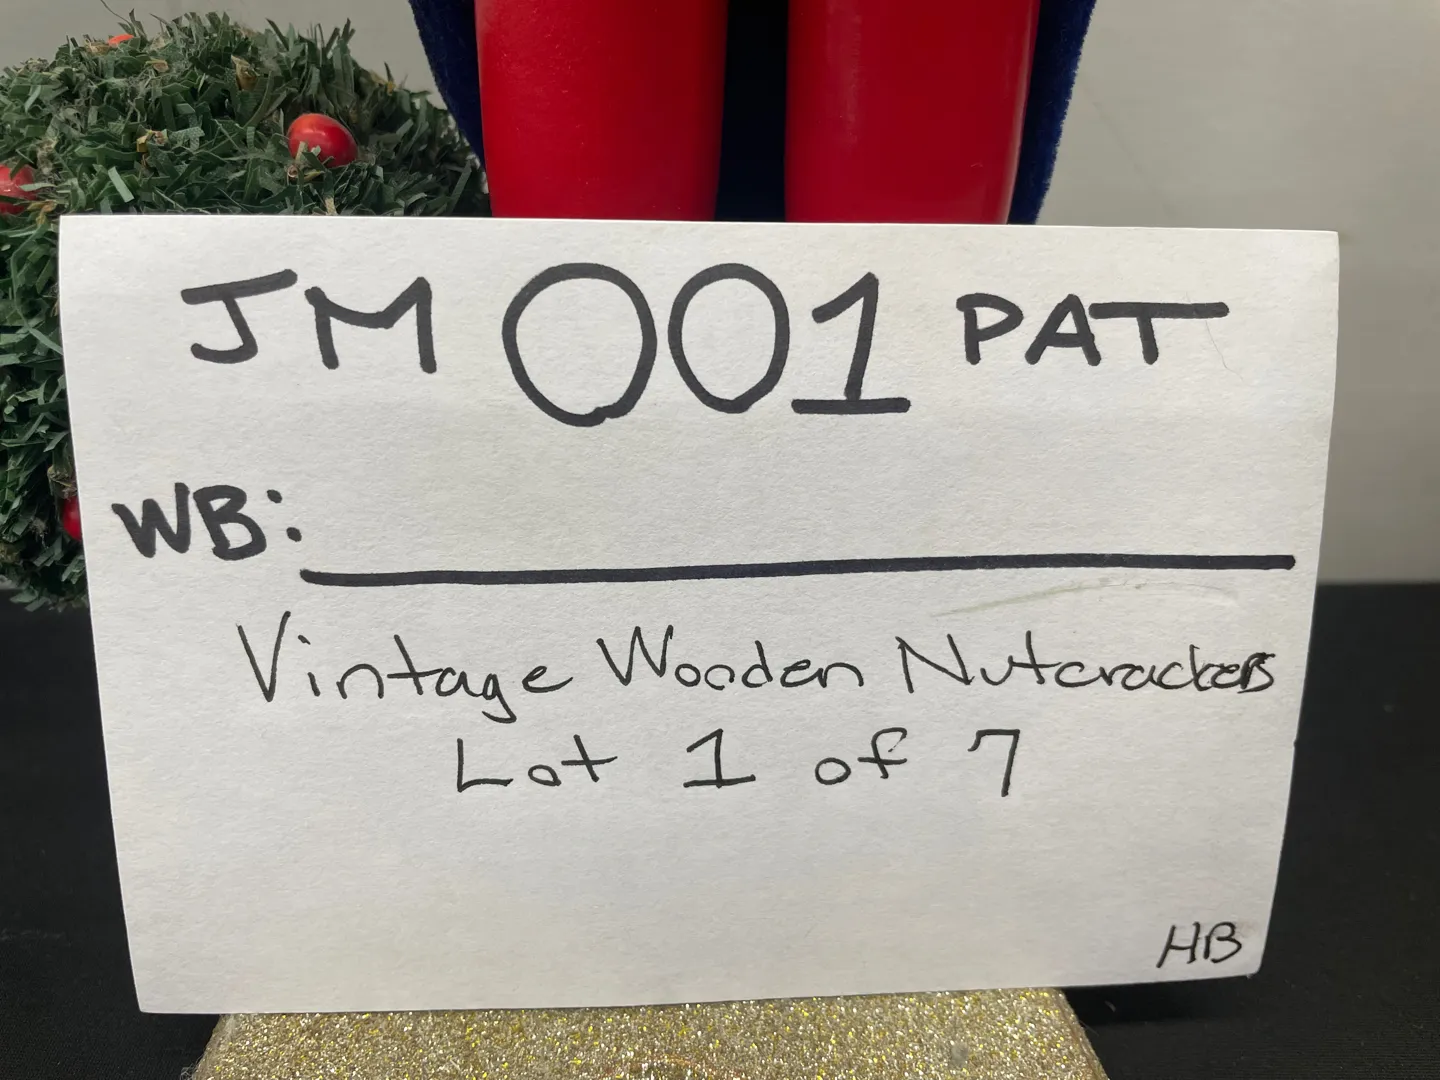 JM 001 PAT
WB:
Vintage Wooden Nutcrackers
Lot 1 of 7
HB